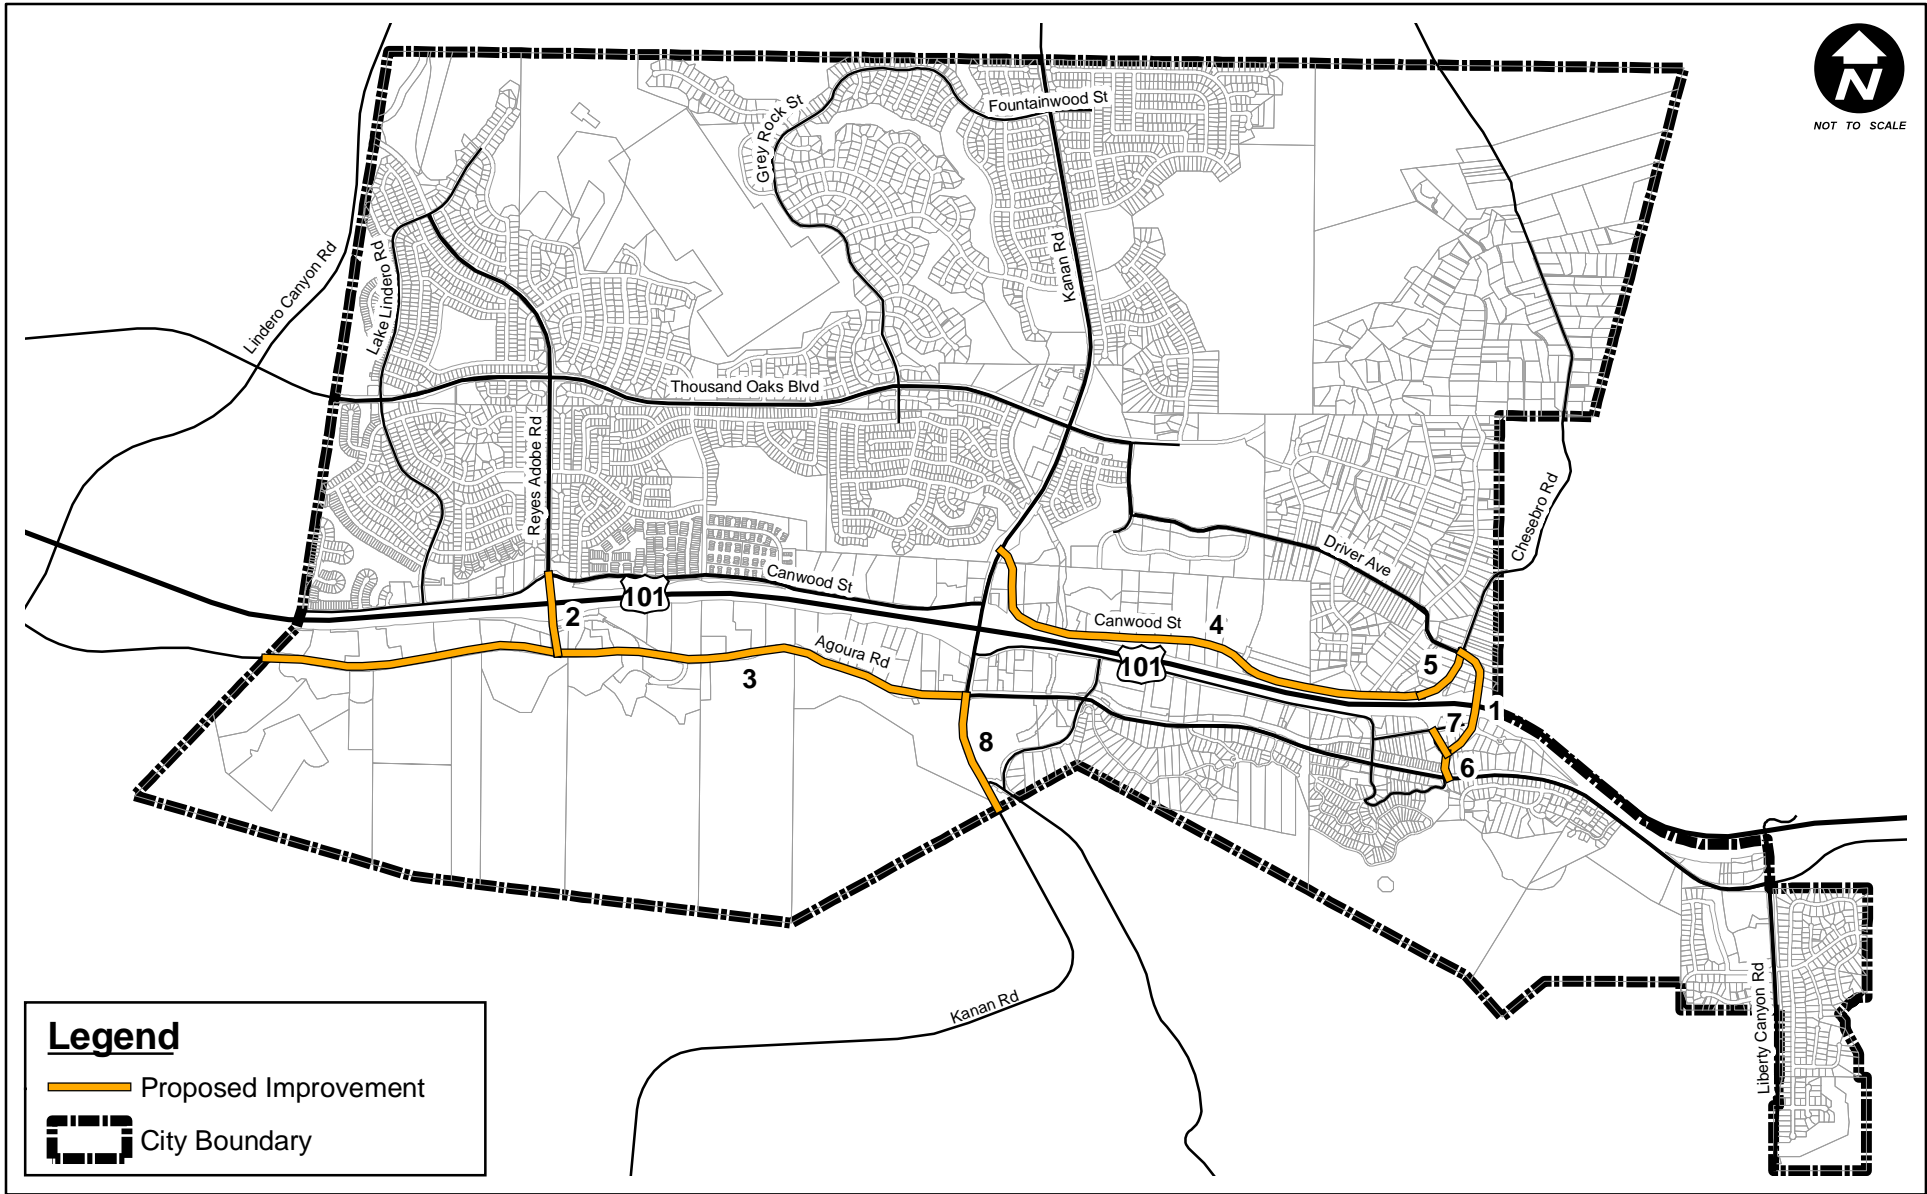 N
NOT TO SCALE
Fountainwood St
Grey Rock St
Kanan Rd
Lindero Canyon Rd
Lake Lindero Rd
Thousand Oaks Blvd
Reyes Adobe Rd
Chesebro Rd
Driver Ave
Canwood St
101
2
Canwood St
4
Agoura Rd
101
5
3
1
7
8
6
Kanan Rd
Liberty Canyon Rd
Legend
Proposed Improvement
City Boundary